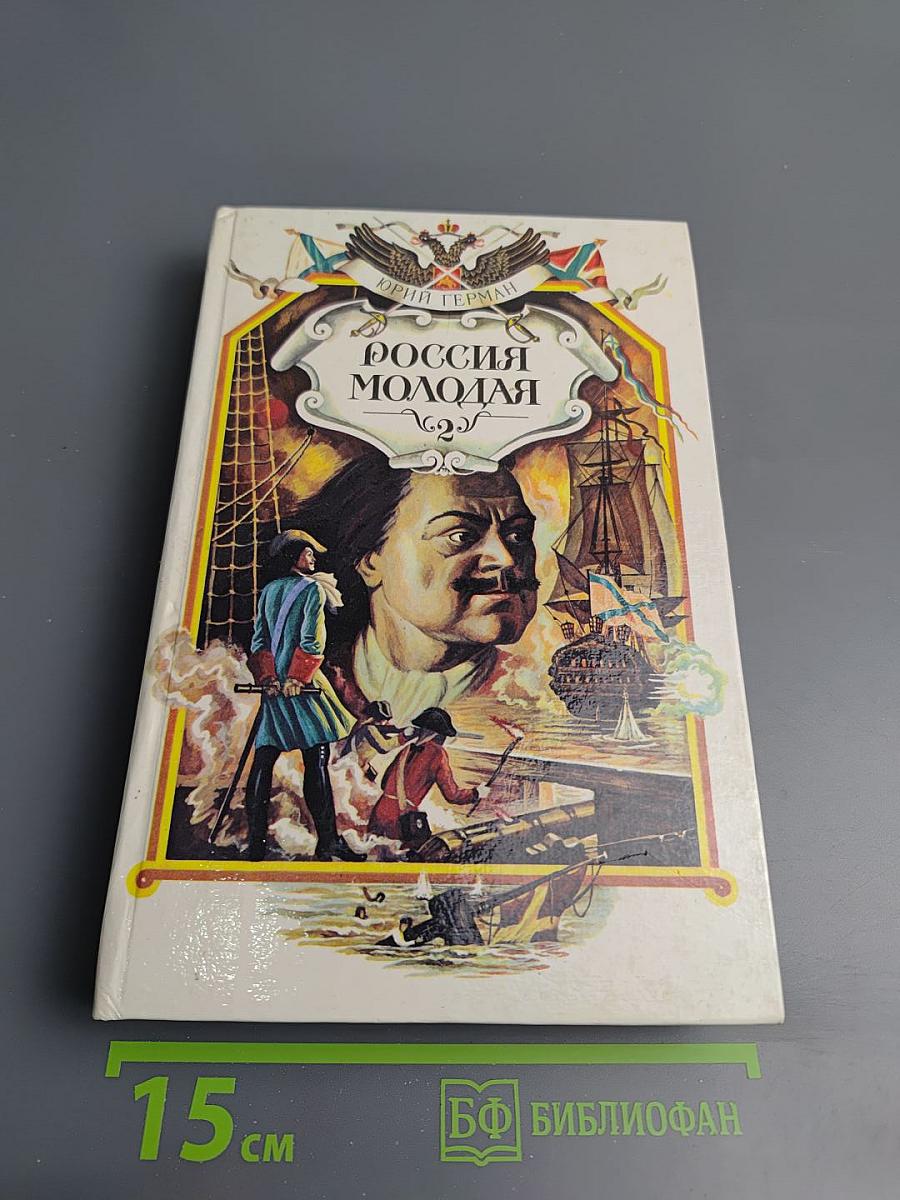 ЮРИЙ ГЕРМАН
РОССИЯ
МОЛОДАЯ
2
15 СМ
БФ БИБЛИОФАН